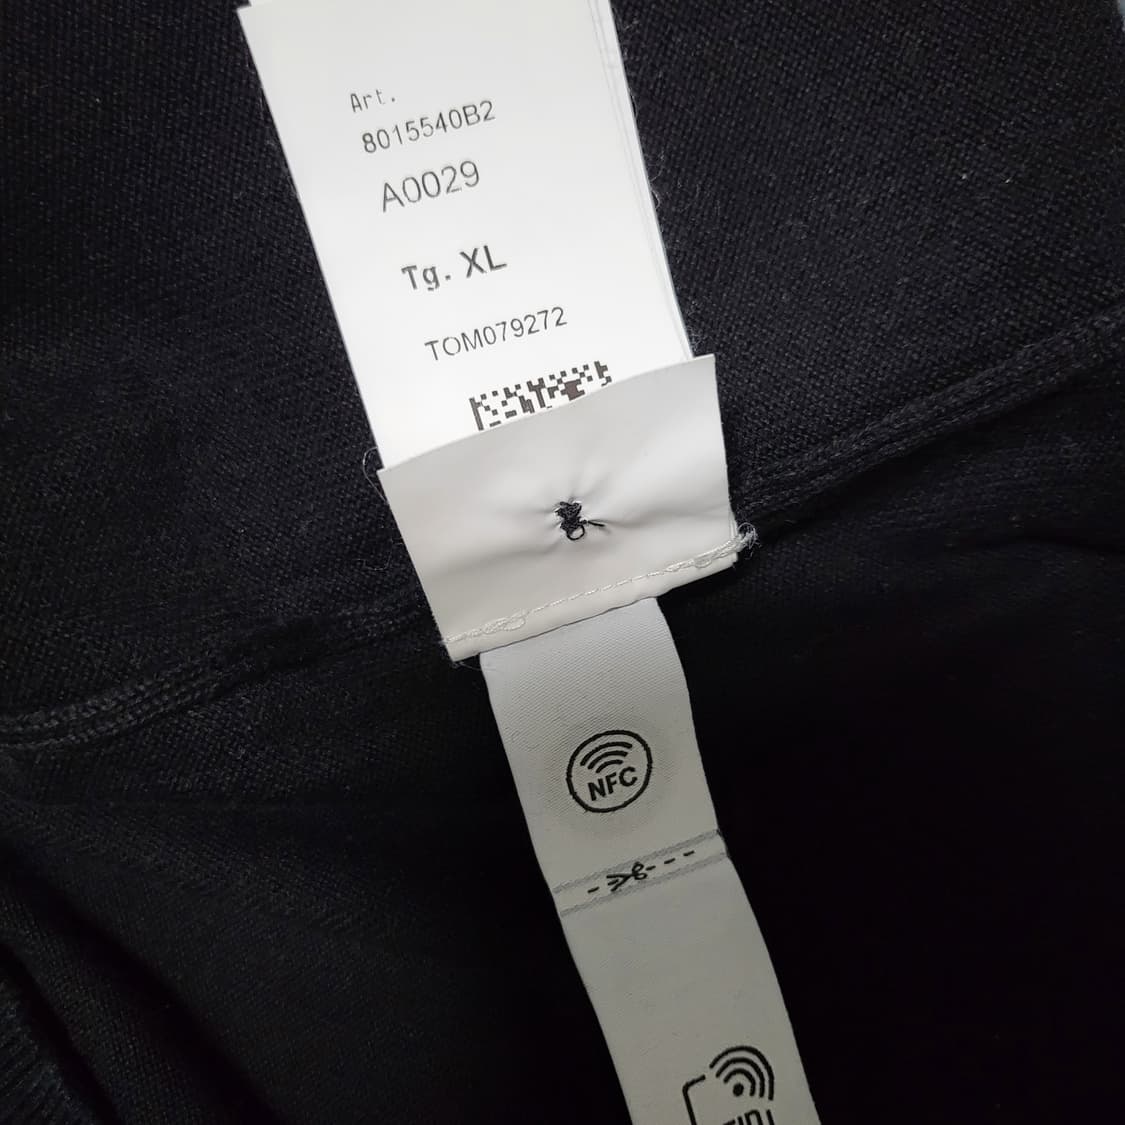 Art.
8015540B2
A0029
Tg. XL
TOM079272
NFC